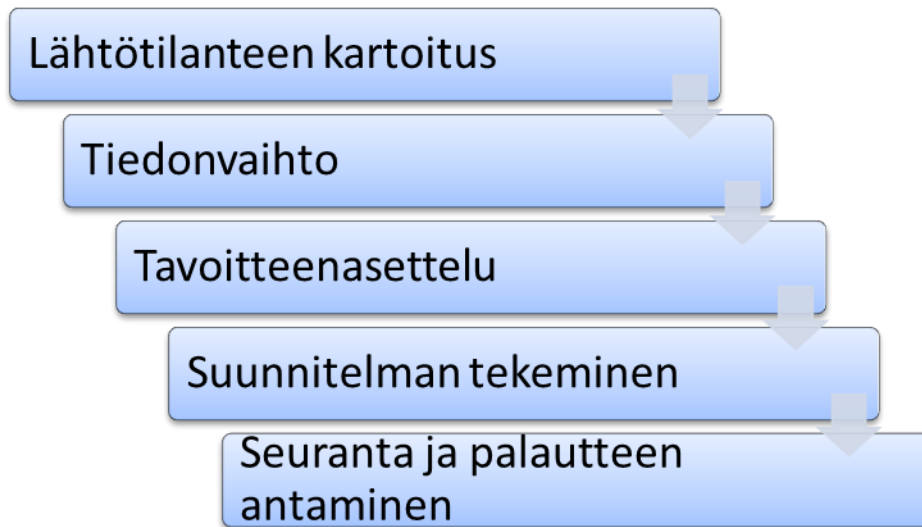 Lähtötilanteen kartoitus
Tiedonvaihto
Tavoitteenasettelu
Suunnitelman tekeminen
Seuranta ja palautteen
antaminen